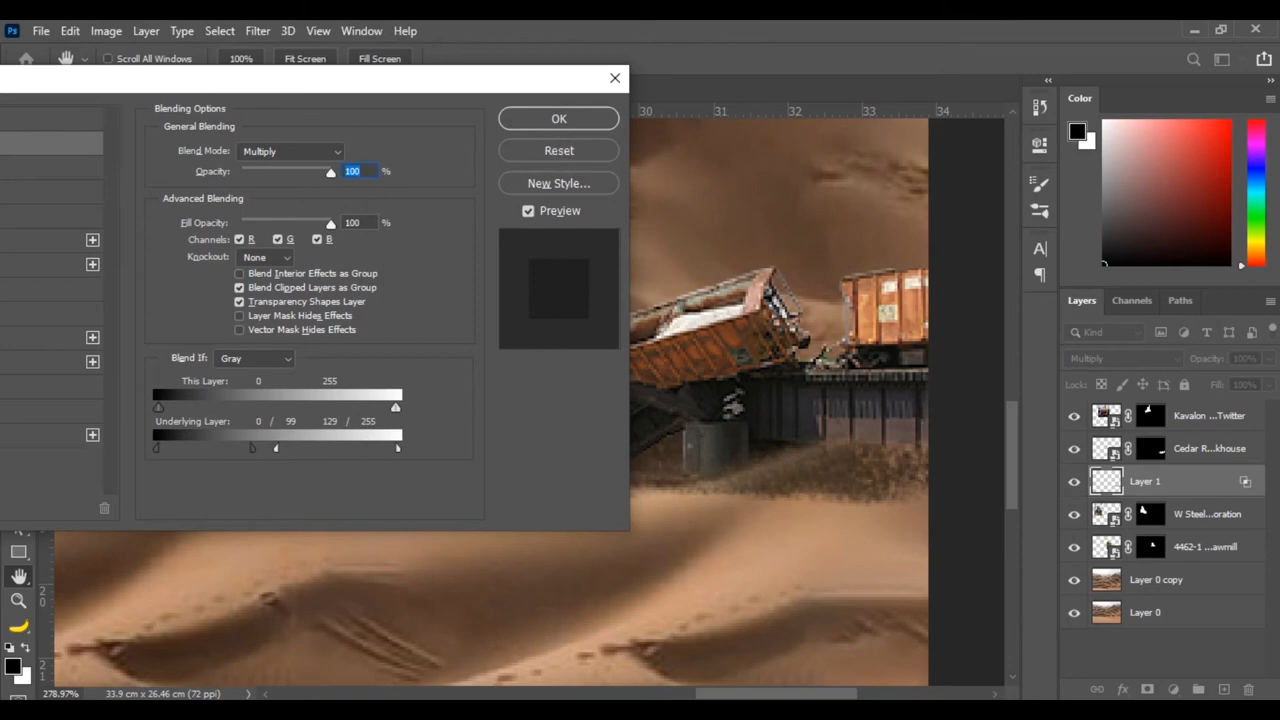 Ps File Edit Image Layer Type Select Filter 3D View Window Help
Scroll All Windows 100% Fit Screen Fill Screen
Blending Options
General Blending
Blend Mode: Multiply
Opacity: 100 %
Advanced Blending
Fill Opacity: 100 %
Channels: R G B
Knockout: None
Blend Interior Effects as Group
Blend Clipped Layers as Group
Transparency Shapes Layer
Layer Mask Hides Effects
Vector Mask Hides Effects
Blend If: Gray
This Layer: 0 255
Underlying Layer: 0 / 99 129 / 255
OK
Reset
New Style...
Preview
30 31 32 33 34
Color
Layers Channels Paths
Kind
Multiply Opacity: 100%
Lock: Fill: 100%
Kavalon ...Twitter
Cedar R...khouse
Layer 1
W Steel...oration
4462-1 ...awmill
Layer 0 copy
Layer 0
2
0
2
1
278.97% 33.9 cm x 26.46 cm (72 ppi)